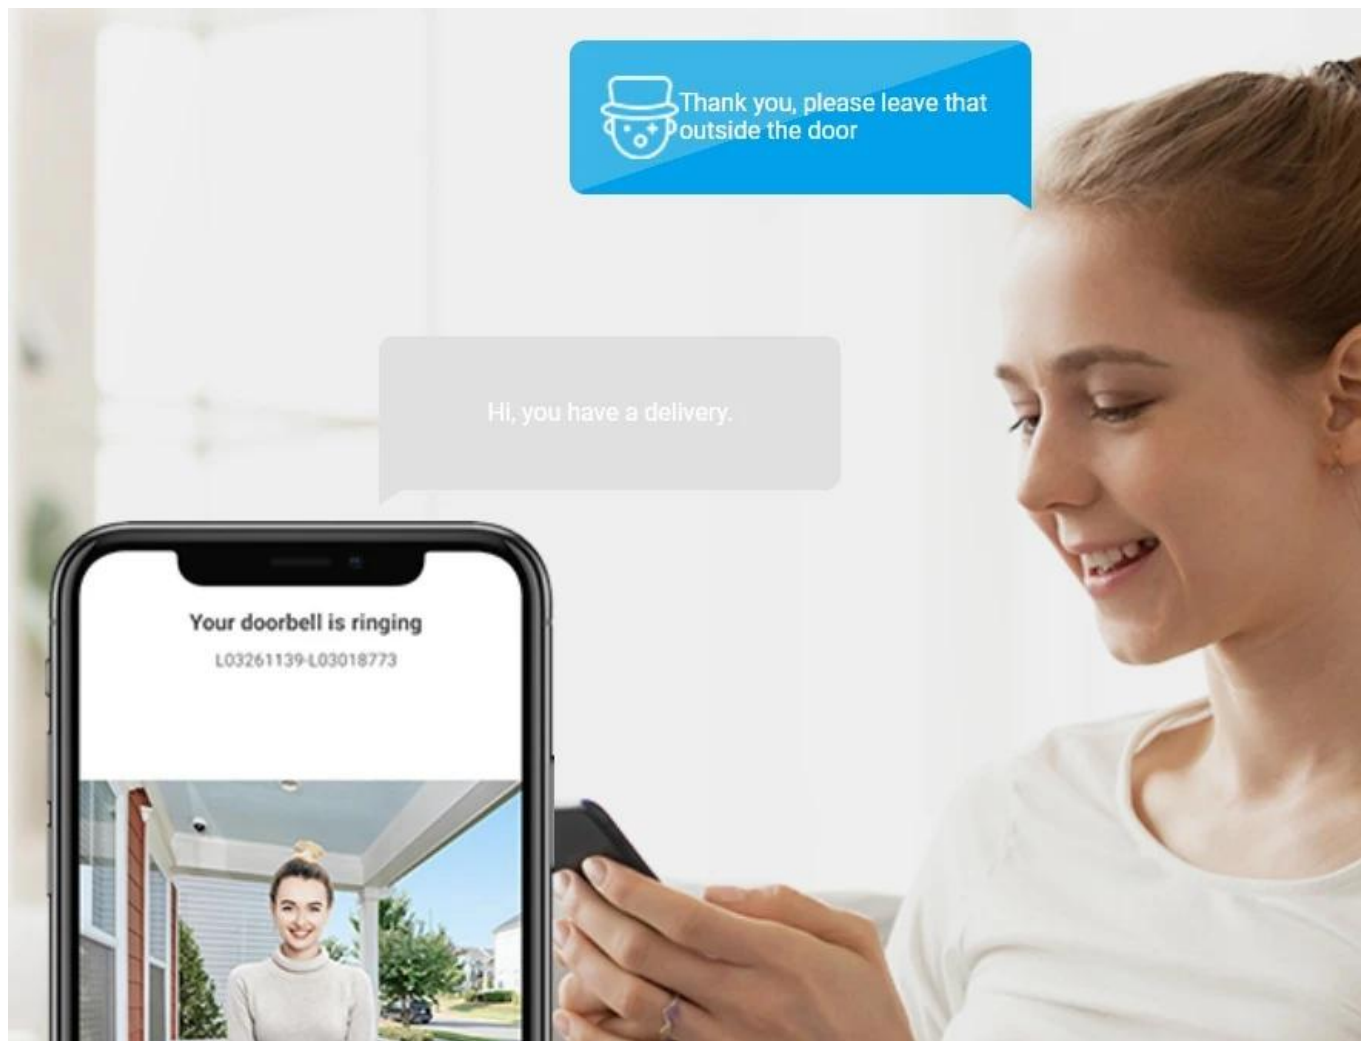 Thank you, please leave that
outside the door
Hi, you have a delivery.
Your doorbell is ringing
L03261139-L03018773